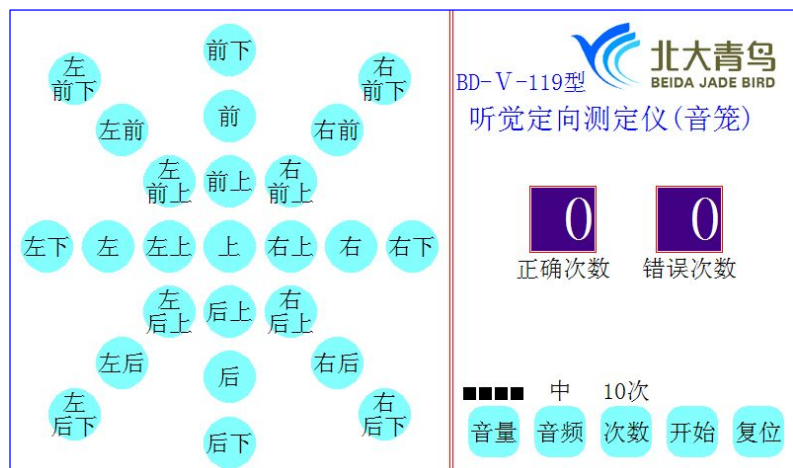 前下
左
前下
右
前下
左前
前
右前
左
前上
前上
右
前上
左下
左
左上
上
右上
右
右下
左
后上
后上
右
后上
左后
后
右后
左
后下
后下
右
后下
北大青鸟
BEIDA JADE BIRD
BD-Ⅴ-119型
听觉定向测定仪(音笼)
0
0
正确次数
错误次数
■■■■ 中 10次
音量
音频
次数
开始
复位